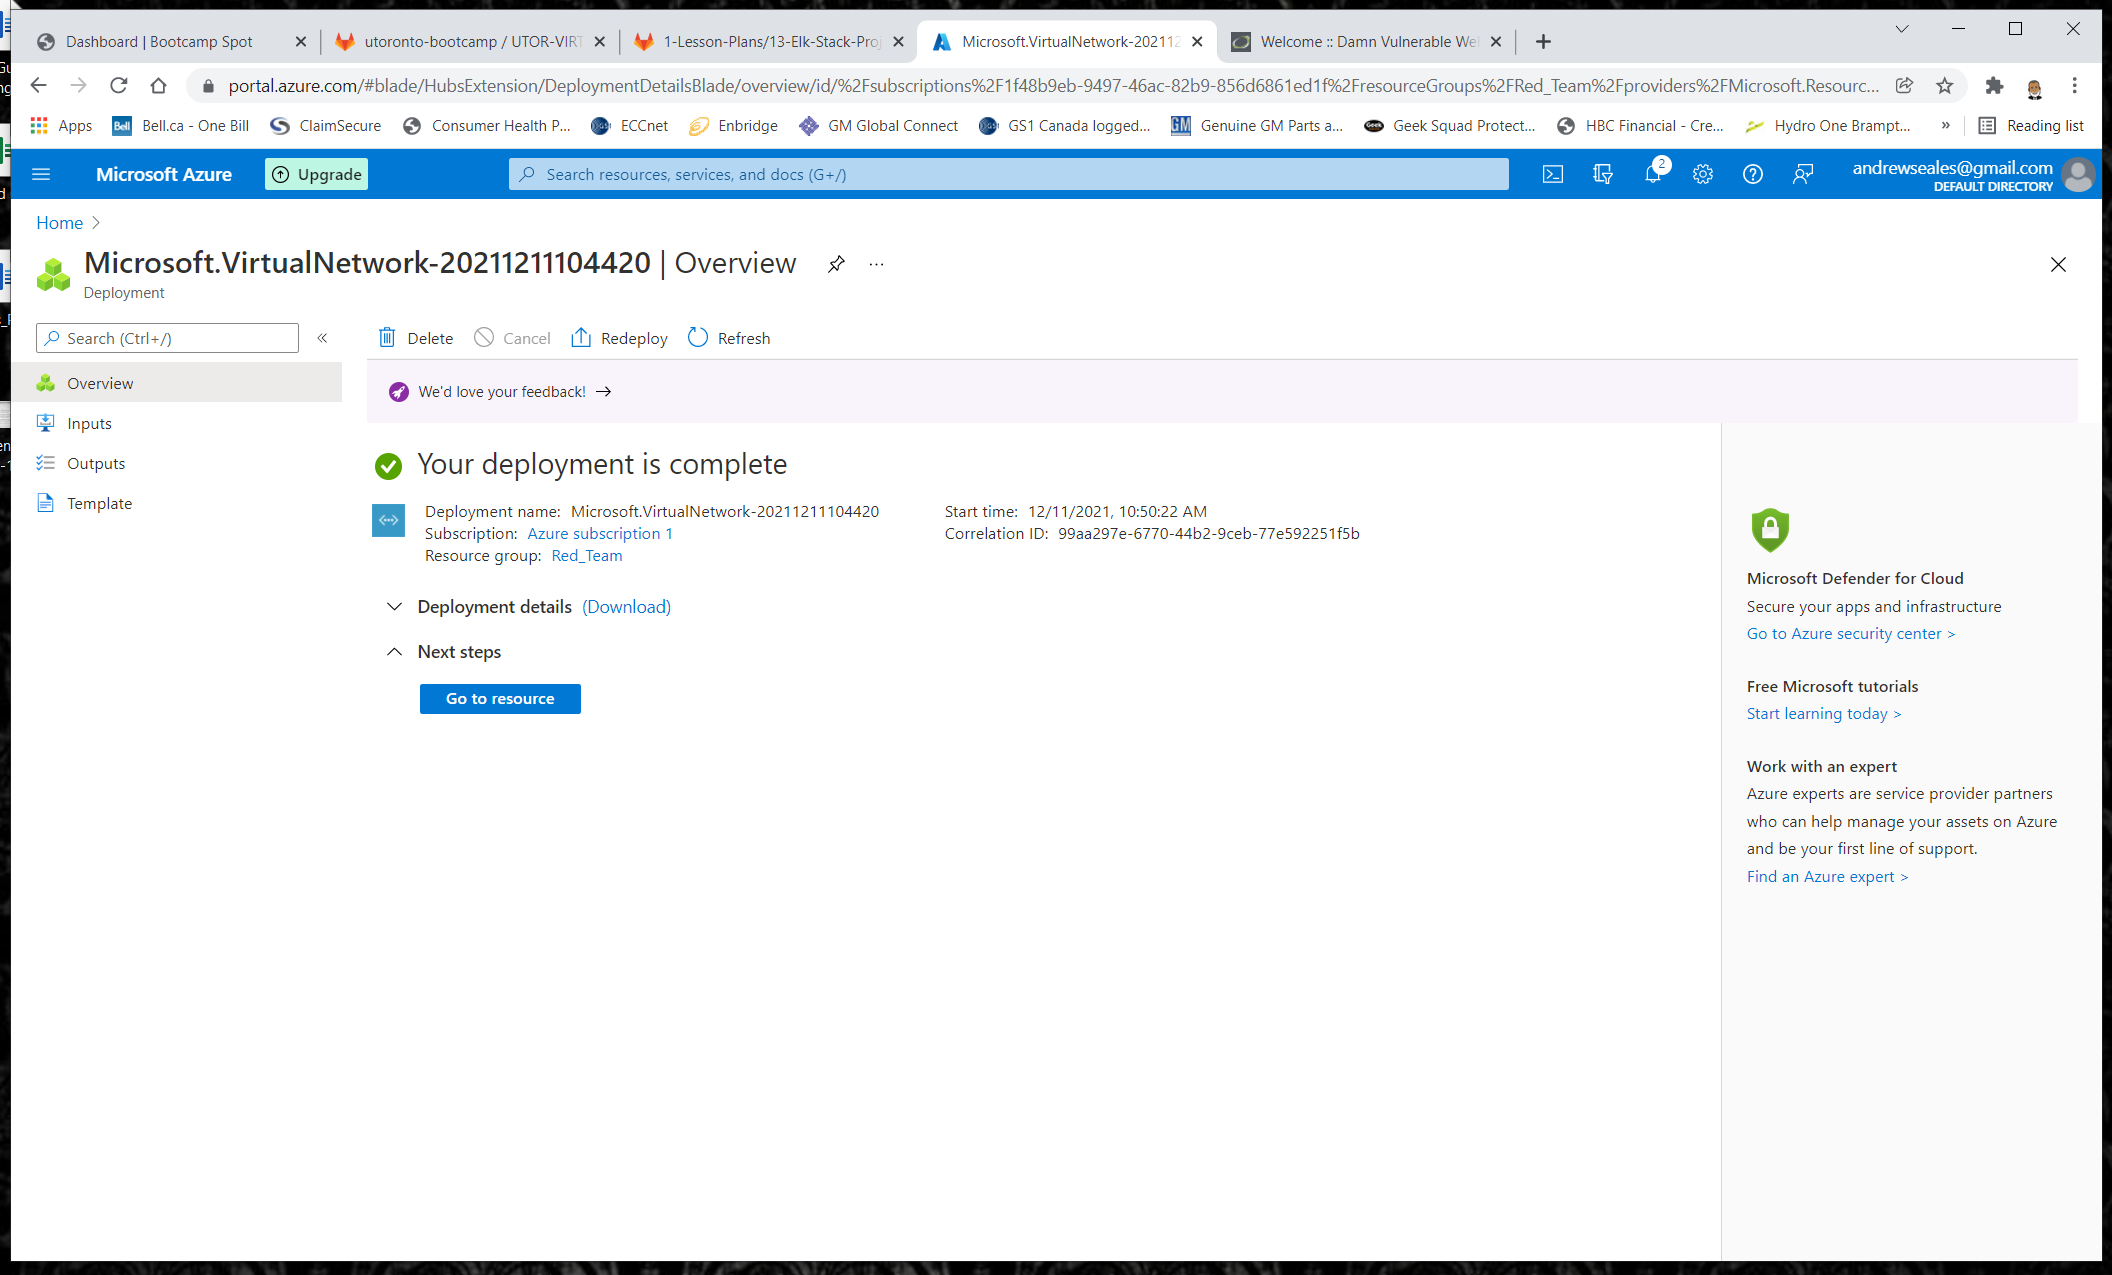 Dashboard | Bootcamp Spot
utoronto-bootcamp / UTOR-VIRT
1-Lesson-Plans/13-Elk-Stack-Proj
Microsoft.VirtualNetwork-202112
Welcome :: Damn Vulnerable We
portal.azure.com/#blade/HubsExtension/DeploymentDetailsBlade/overview/id/%2Fsubscriptions%2F1f48b9eb-9497-46ac-82b9-856d6861ed1f%2FresourceGroups%2FRed_Team%2Fproviders%2FMicrosoft.Resourc...
Apps
Bell
Bell.ca - One Bill
ClaimSecure
Consumer Health P...
ECCnet
Enbridge
GM Global Connect
GS1 Canada logged...
GM
Genuine GM Parts a...
Geek Squad Protect...
HBC Financial - Cre...
Hydro One Brampt...
»
Reading list
Microsoft Azure
Upgrade
Search resources, services, and docs (G+/)
2
andrewseales@gmail.com
DEFAULT DIRECTORY
Home >
Microsoft.VirtualNetwork-20211211104420 | Overview
...
Deployment
Search (Ctrl+/)
«
Overview
Inputs
Outputs
Template
Delete
Cancel
Redeploy
Refresh
We'd love your feedback! →
Your deployment is complete
Deployment name: Microsoft.VirtualNetwork-20211211104420
Subscription: Azure subscription 1
Resource group: Red_Team
Start time: 12/11/2021, 10:50:22 AM
Correlation ID: 99aa297e-6770-44b2-9ceb-77e592251f5b
Deployment details (Download)
Next steps
Go to resource
Microsoft Defender for Cloud
Secure your apps and infrastructure
Go to Azure security center >
Free Microsoft tutorials
Start learning today >
Work with an expert
Azure experts are service provider partners
who can help manage your assets on Azure
and be your first line of support.
Find an Azure expert >